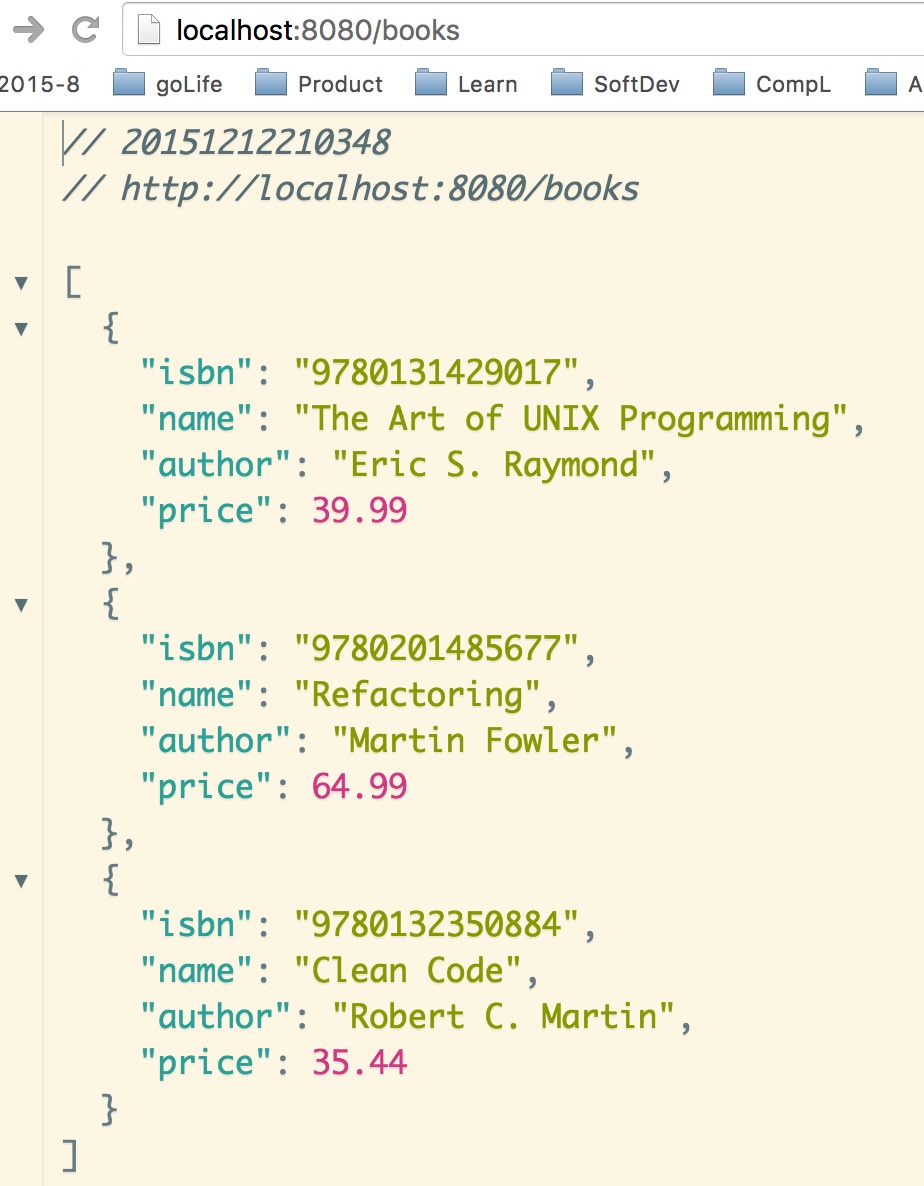 localhost:8080/books
2015-8 goLife Product Learn SoftDev CompL A
// 20151212210348
// http://localhost:8080/books
[
{
"isbn": "9780131429017",
"name": "The Art of UNIX Programming",
"author": "Eric S. Raymond",
"price": 39.99
},
{
"isbn": "9780201485677",
"name": "Refactoring",
"author": "Martin Fowler",
"price": 64.99
},
{
"isbn": "9780132350884",
"name": "Clean Code",
"author": "Robert C. Martin",
"price": 35.44
}
]